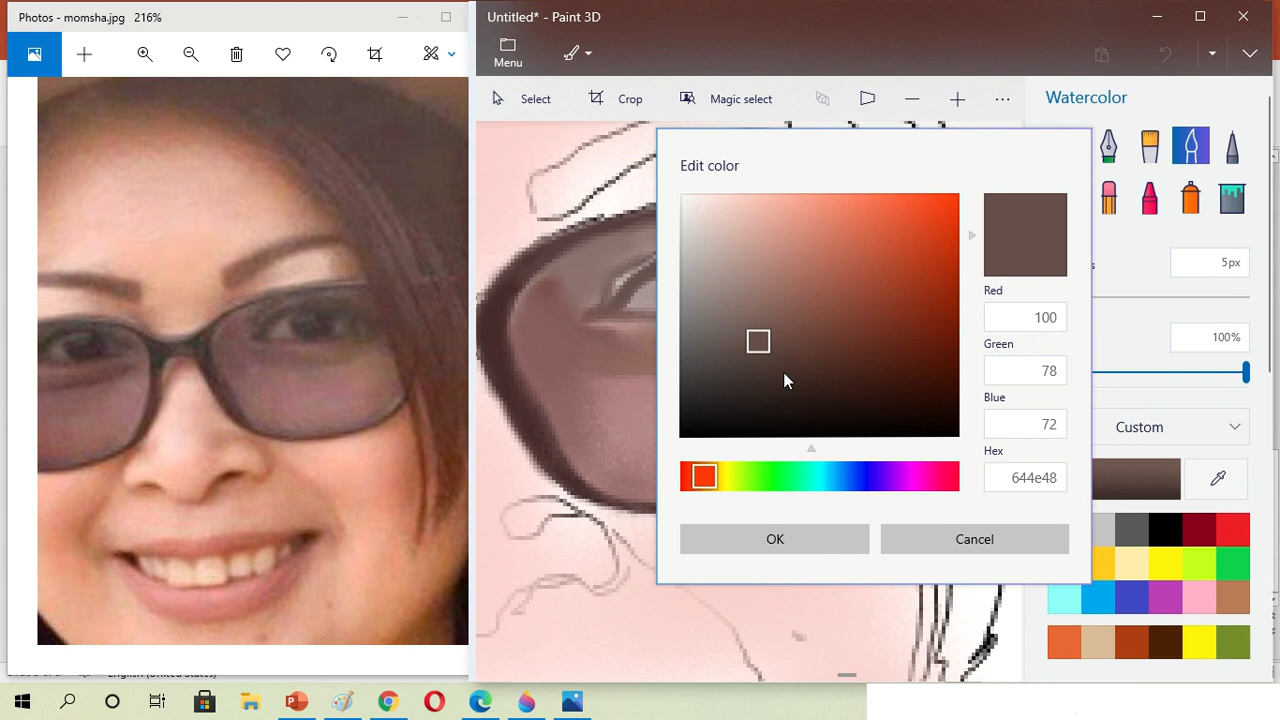 Photos - momsha.jpg 216%
Untitled* - Paint 3D
Menu
Select
Crop
Magic select
Watercolor
Edit color
5px
Red
100
Green
78
100%
Blue
72
Custom
Hex
644e48
OK
Cancel
English (United States)